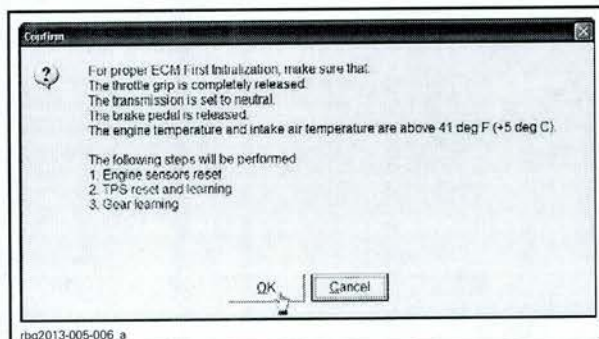 Confirm
For proper ECM First Initialization, make sure that:
The throttle grip is completely released.
The transmission is set to neutral.
The brake pedal is released.
The engine temperature and intake air temperature are above 41 deg F (+5 deg C).
The following steps will be performed
1. Engine sensors reset.
2. TPS reset and learning
3. Gear learning
OK
Cancel
rbg2013-005-006_a